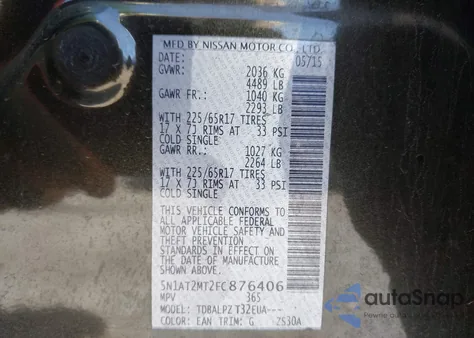 MFD BY NISSAN MOTOR CO., LTD.
DATE: 05/15
GVWR: 2036 KG
4489 LB
GAWR FR.: 1040 KG
2293 LB
WITH 225/65R17 TIRES
17 X 7J RIMS AT 33 PSI
COLD SINGLE
GAWR RR.: 1027 KG
2264 LB
WITH 225/65R17 TIRES
17 X 7J RIMS AT 33 PSI
COLD SINGLE
THIS VEHICLE CONFORMS TO
ALL APPLICABLE FEDERAL
MOTOR VEHICLE SAFETY AND
THEFT PREVENTION
STANDARDS IN EFFECT ON THE
DATE OF MANUFACTURE
SHOWN ABOVE.
5N1AT2MT2FC876406
MPV 365
MODEL: TDBALPZ T32EUA---
COLOR: EAN TRIM: G 2S30A
autoSnap